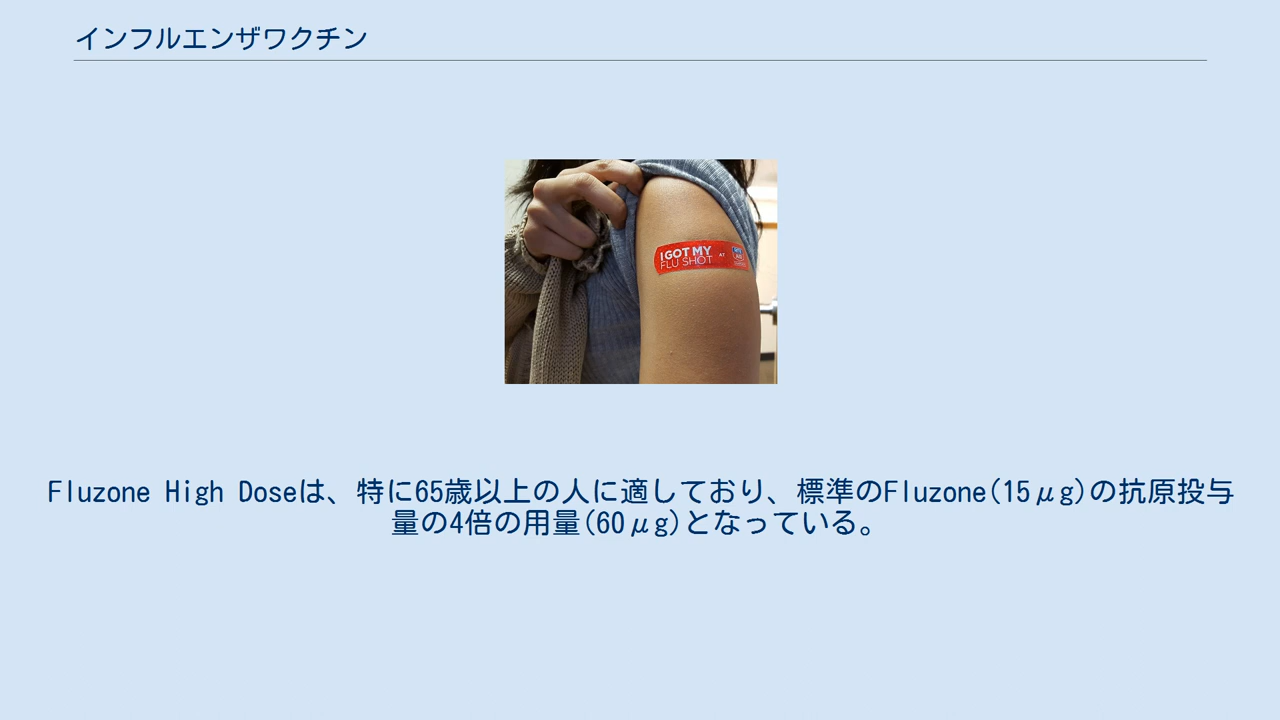 インフルエンザワクチン
I GOT MY
FLU SHOT
AT
Fluzone High Doseは、特に65歳以上の人に適しており、標準のFluzone(15μg)の抗原投与
量の4倍の用量(60μg)となっている。